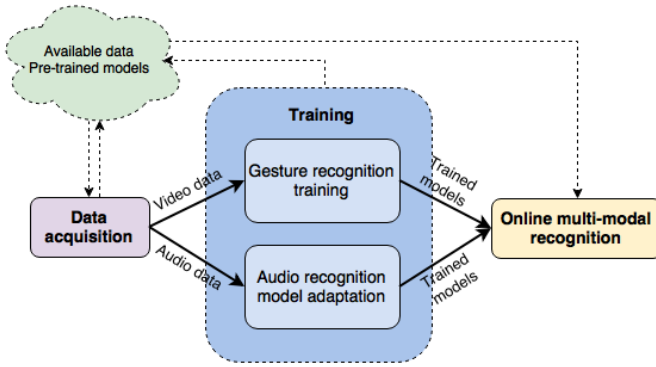 Available data
Pre-trained models
Training
Gesture recognition
training
Video data
Trained
models
Data
acquisition
Online multi-modal
recognition
Audio data
Audio recognition
model adaptation
Trained
models